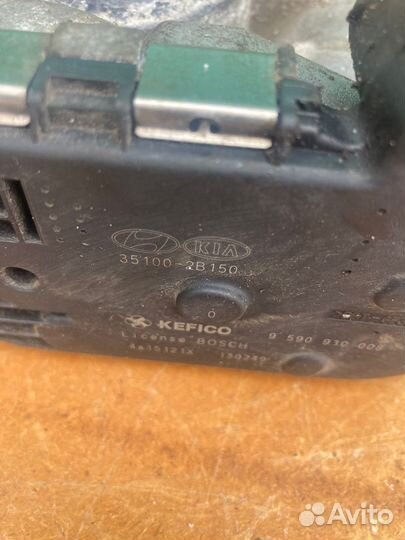 KIA
35100-2B150
KEFICO
License BOSCH 9 590 930 008
Avito